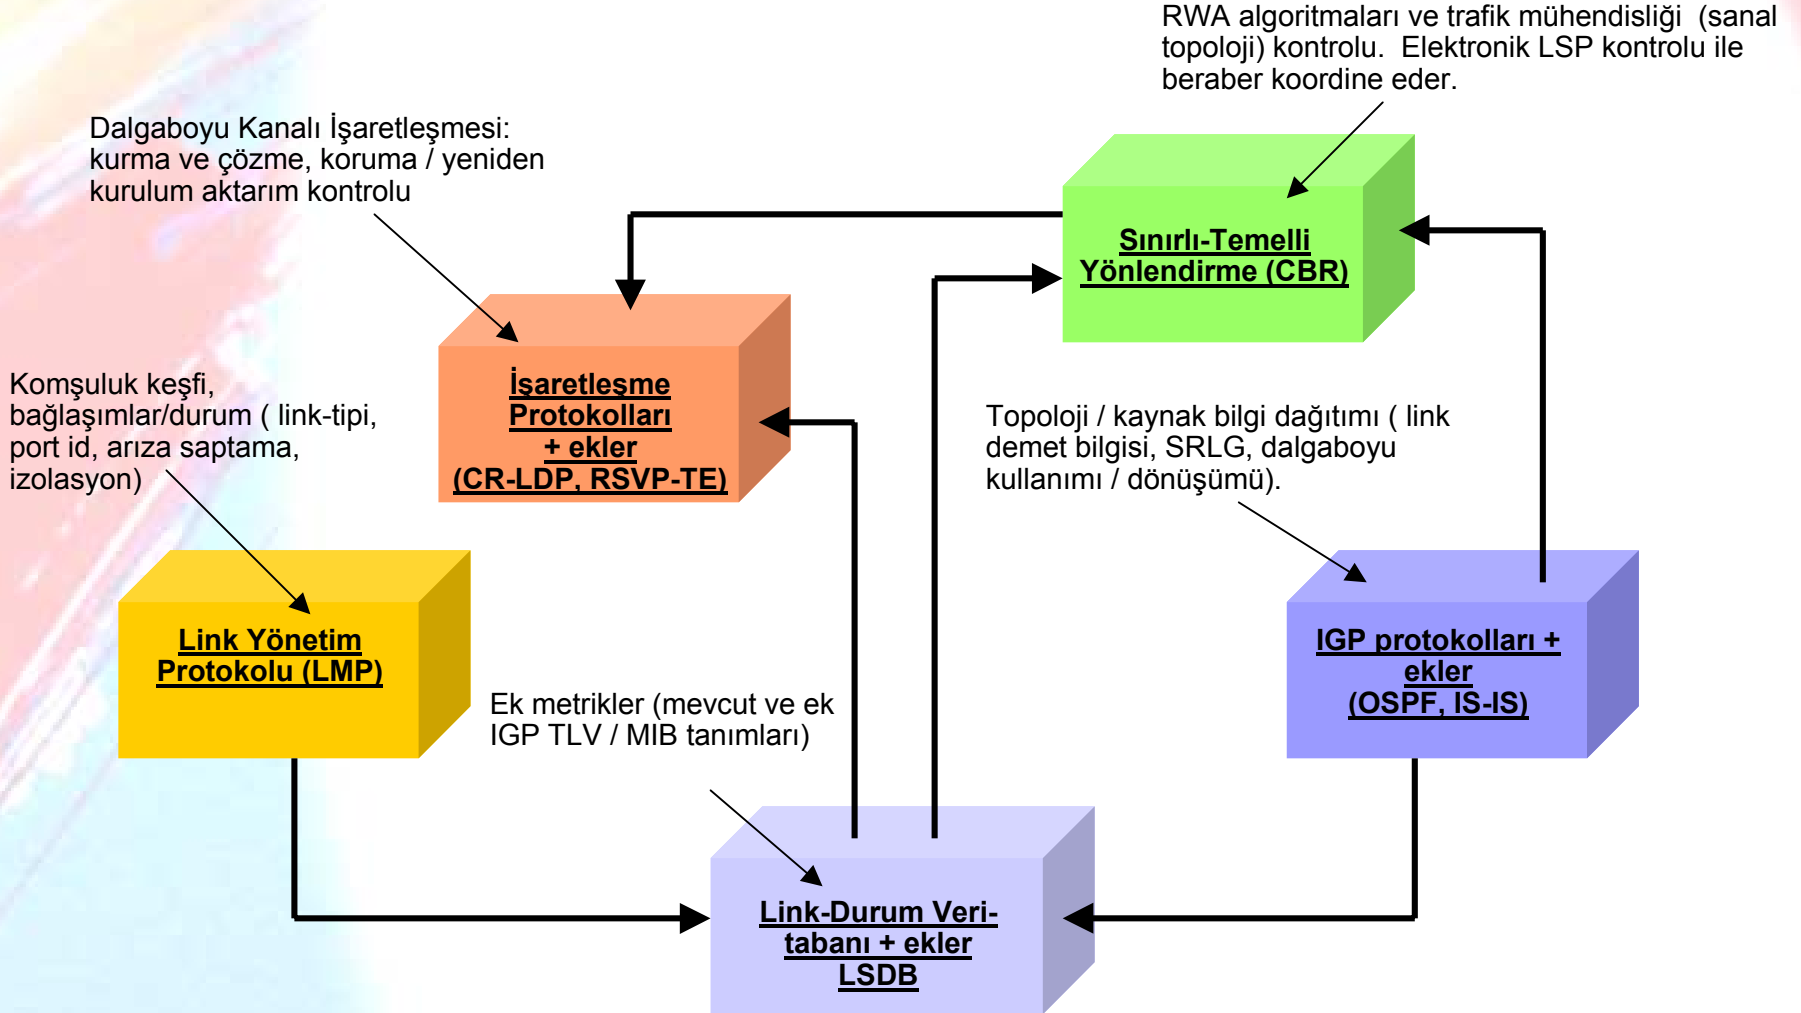 RWA algoritmaları ve trafik mühendisliği  (sanal
topoloji) kontrolu.  Elektronik LSP kontrolu ile
beraber koordine eder.
Dalgaboyu Kanalı İşaretleşmesi:
kurma ve çözme, koruma / yeniden
kurulum aktarım kontrolu
Sınırlı-Temelli
Yönlendirme (CBR)
Komşuluk keşfi,
bağlaşımlar/durum ( link-tipi,
port id, arıza saptama,
izolasyon)
İşaretleşme
Protokolları
+ ekler
(CR-LDP, RSVP-TE)
Topoloji / kaynak bilgi dağıtımı ( link
demet bilgisi, SRLG, dalgaboyu
kullanımı / dönüşümü).
Link Yönetim
Protokolu (LMP)
IGP protokolları +
ekler
(OSPF, IS-IS)
Ek metrikler (mevcut ve ek
IGP TLV / MIB tanımları)
Link-Durum Veri-
tabanı + ekler
LSDB